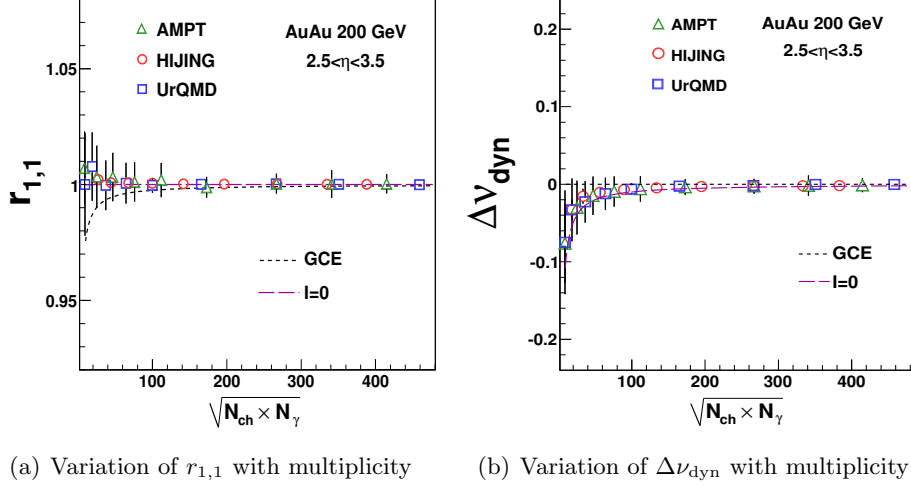 AMPT
HIJING
UrQMD
AuAu 200 GeV
2.5<η<3.5
1.05
1
0.95
r1,1
GCE
I=0
100 200 300 400
√Nch × Nγ
(a) Variation of r1,1 with multiplicity
AMPT
HIJING
UrQMD
AuAu 200 GeV
2.5<η<3.5
0.2
0.1
0
-0.1
-0.2
Δνdyn
GCE
I=0
100 200 300 400
√Nch × Nγ
(b) Variation of Δνdyn with multiplicity